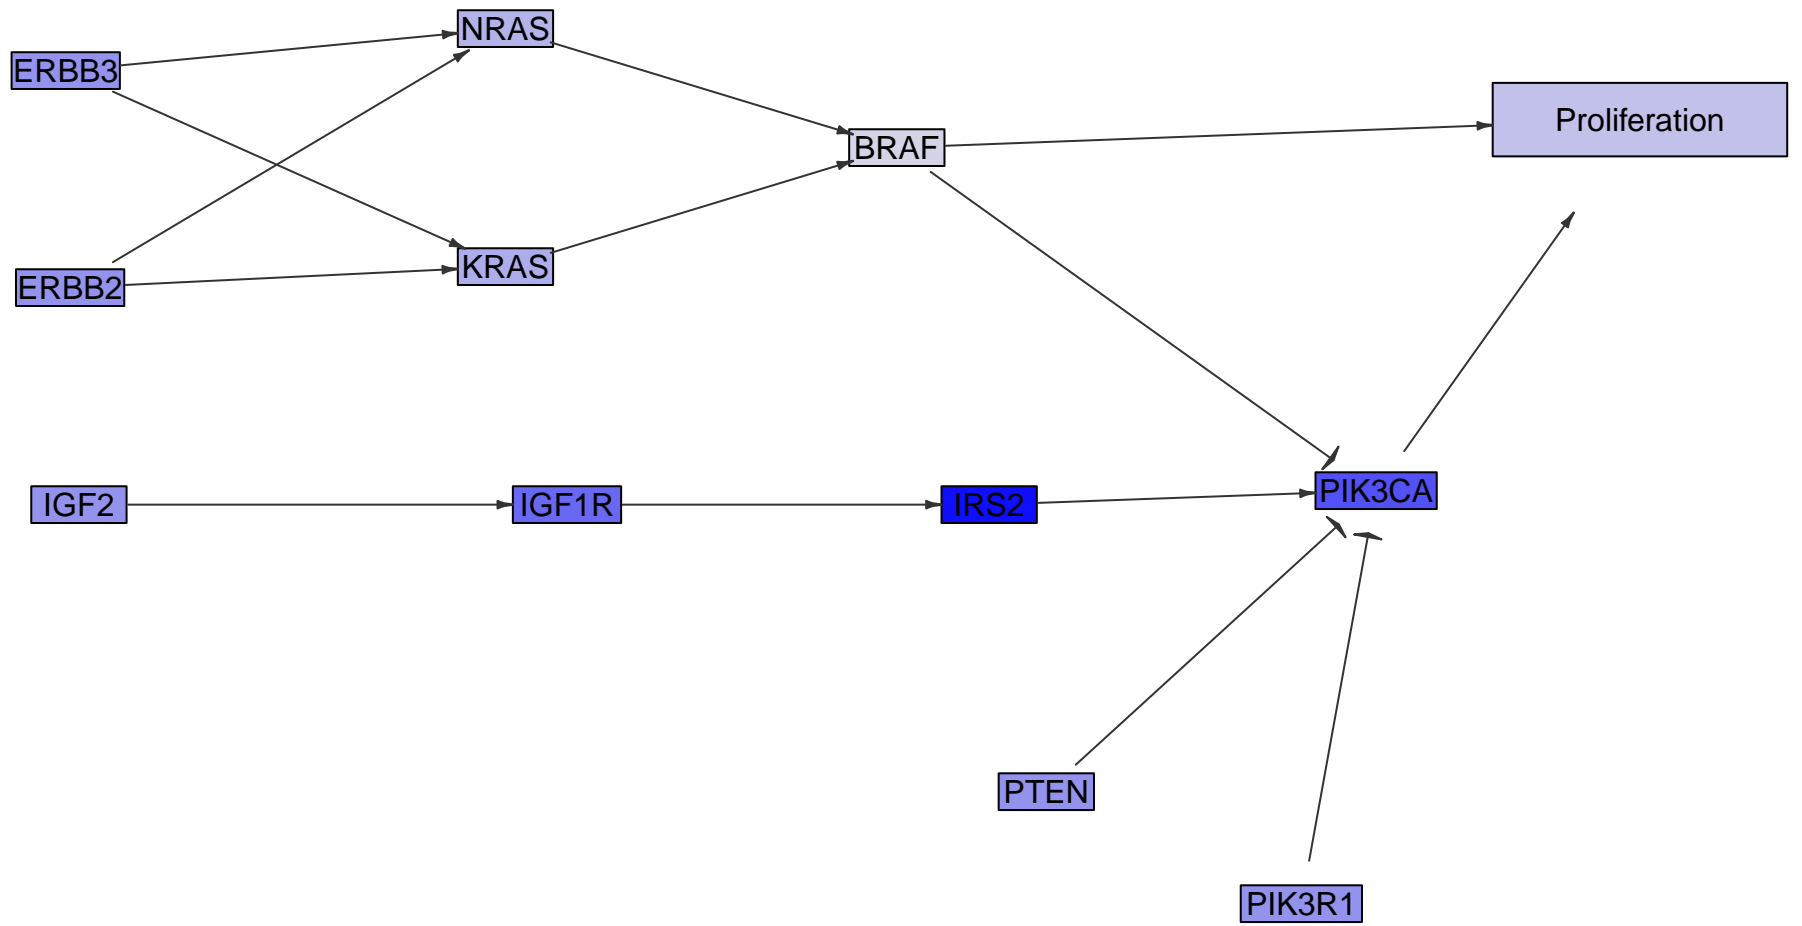 NRAS
ERBB3
Proliferation
BRAF
KRAS
ERBB2
IGF2
IGF1R
IRS2
PIK3CA
PTEN
PIK3R1